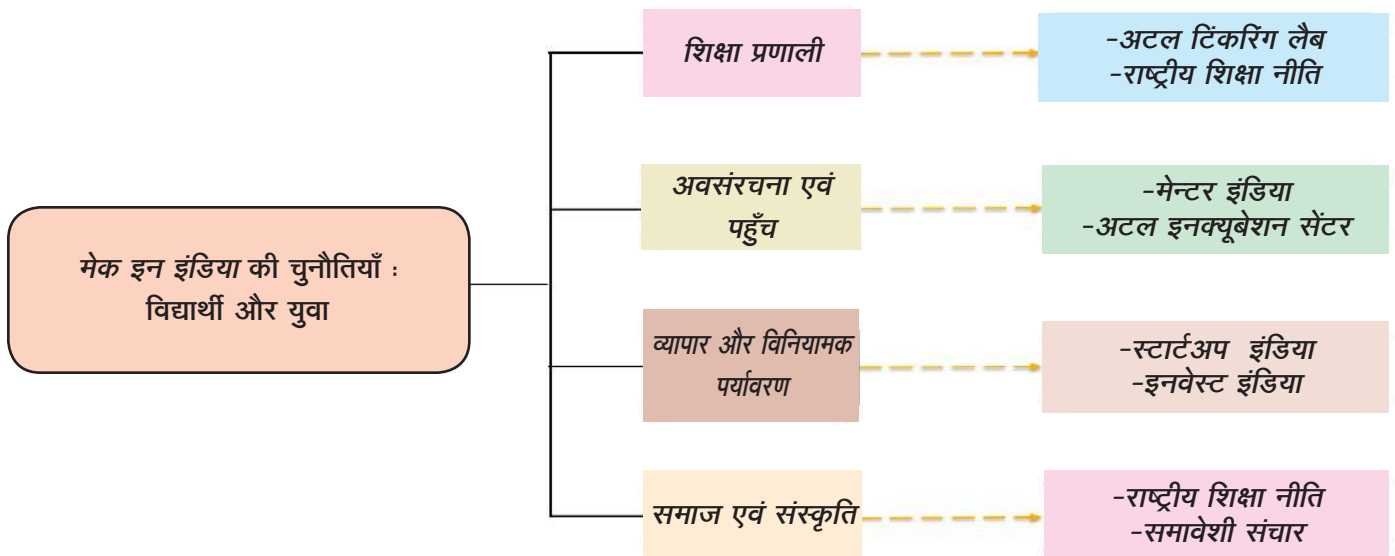 मेक इन इंडिया की चुनौतियाँ :
विद्यार्थी और युवा
शिक्षा प्रणाली
-अटल टिंकरिंग लैब
-राष्ट्रीय शिक्षा नीति
अवसंरचना एवं
पहुँच
-मेन्टर इंडिया
-अटल इनक्यूबेशन सेंटर
व्यापार और विनियामक
पर्यावरण
-स्टार्टअप इंडिया
-इनवेस्ट इंडिया
समाज एवं संस्कृति
-राष्ट्रीय शिक्षा नीति
-समावेशी संचार